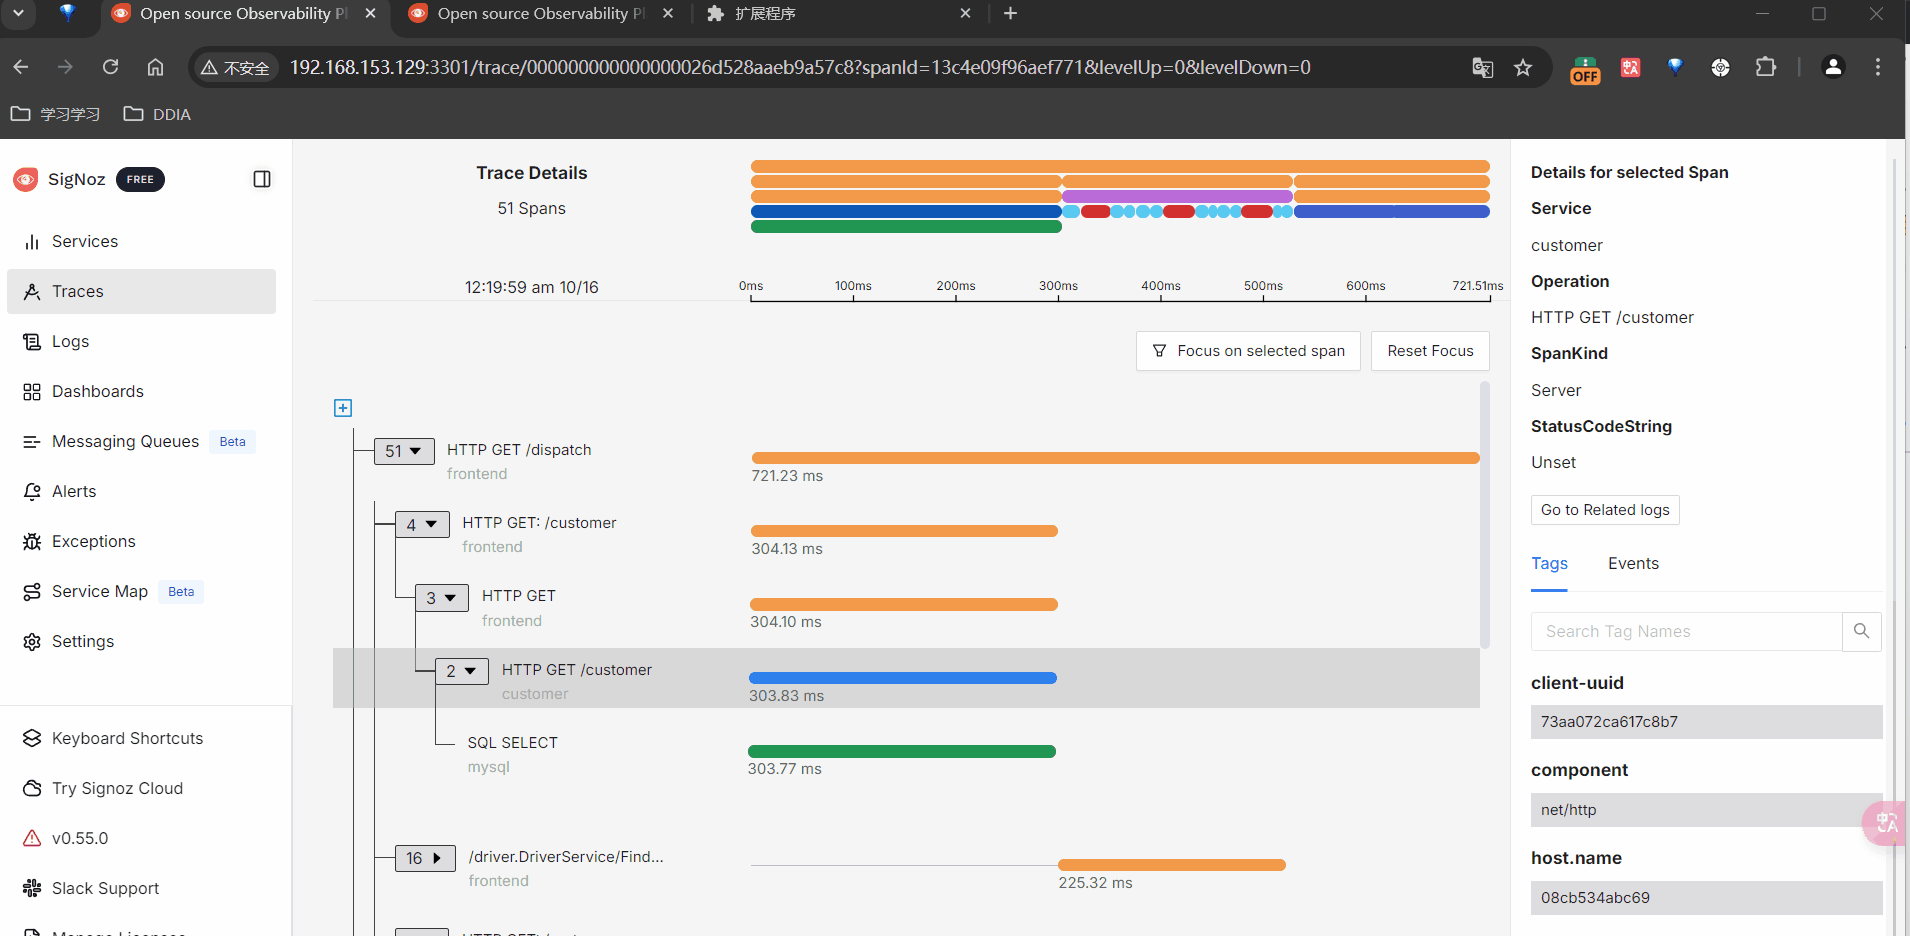 Open source Observability Pl
Open source Observability P
扩展程序
不安全
192.168.153.129:3301/trace/000000000000000026d528aaeb9a57c8?spanId=13c4e09f96aef771&levelUp=0&levelDown=0
OFF
学习学习
DDIA
SigNoz
FREE
Services
Traces
Logs
Dashboards
Messaging Queues
Beta
Alerts
Exceptions
Service Map
Beta
Settings
Keyboard Shortcuts
Try Signoz Cloud
v0.55.0
Slack Support
Trace Details
51 Spans
12:19:59 am 10/16
0ms
100ms
200ms
300ms
400ms
500ms
600ms
721.51ms
Focus on selected span
Reset Focus
51
HTTP GET /dispatch
frontend
721.23 ms
4
HTTP GET: /customer
frontend
304.13 ms
3
HTTP GET
frontend
304.10 ms
2
HTTP GET /customer
customer
303.83 ms
SQL SELECT
mysql
303.77 ms
16
/driver.DriverService/Find...
frontend
225.32 ms
Details for selected Span
Service
customer
Operation
HTTP GET /customer
SpanKind
Server
StatusCodeString
Unset
Go to Related logs
Tags
Events
Search Tag Names
client-uuid
73aa072ca617c8b7
component
net/http
host.name
08cb534abc69